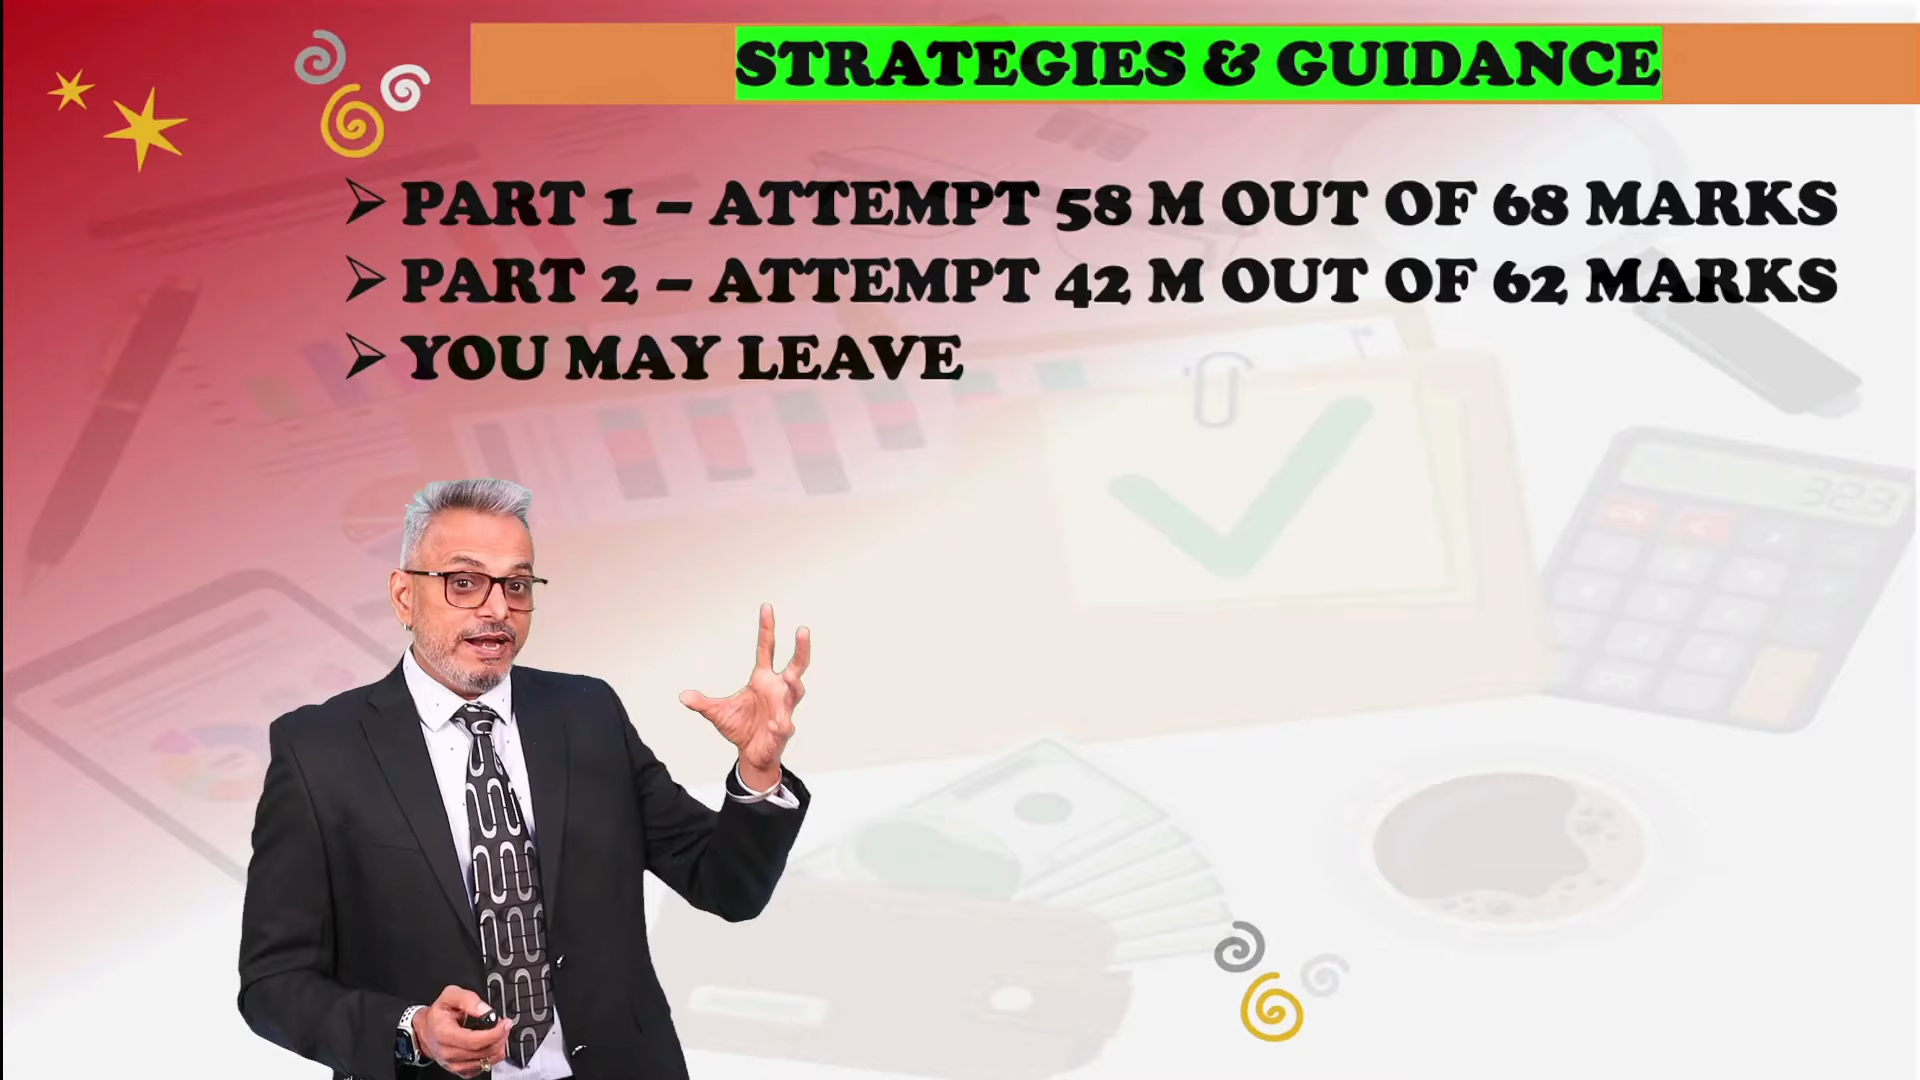 STRATEGIES & GUIDANCE
➢ PART 1 – ATTEMPT 58 M OUT OF 68 MARKS
➢ PART 2 – ATTEMPT 42 M OUT OF 62 MARKS
➢ YOU MAY LEAVE
323